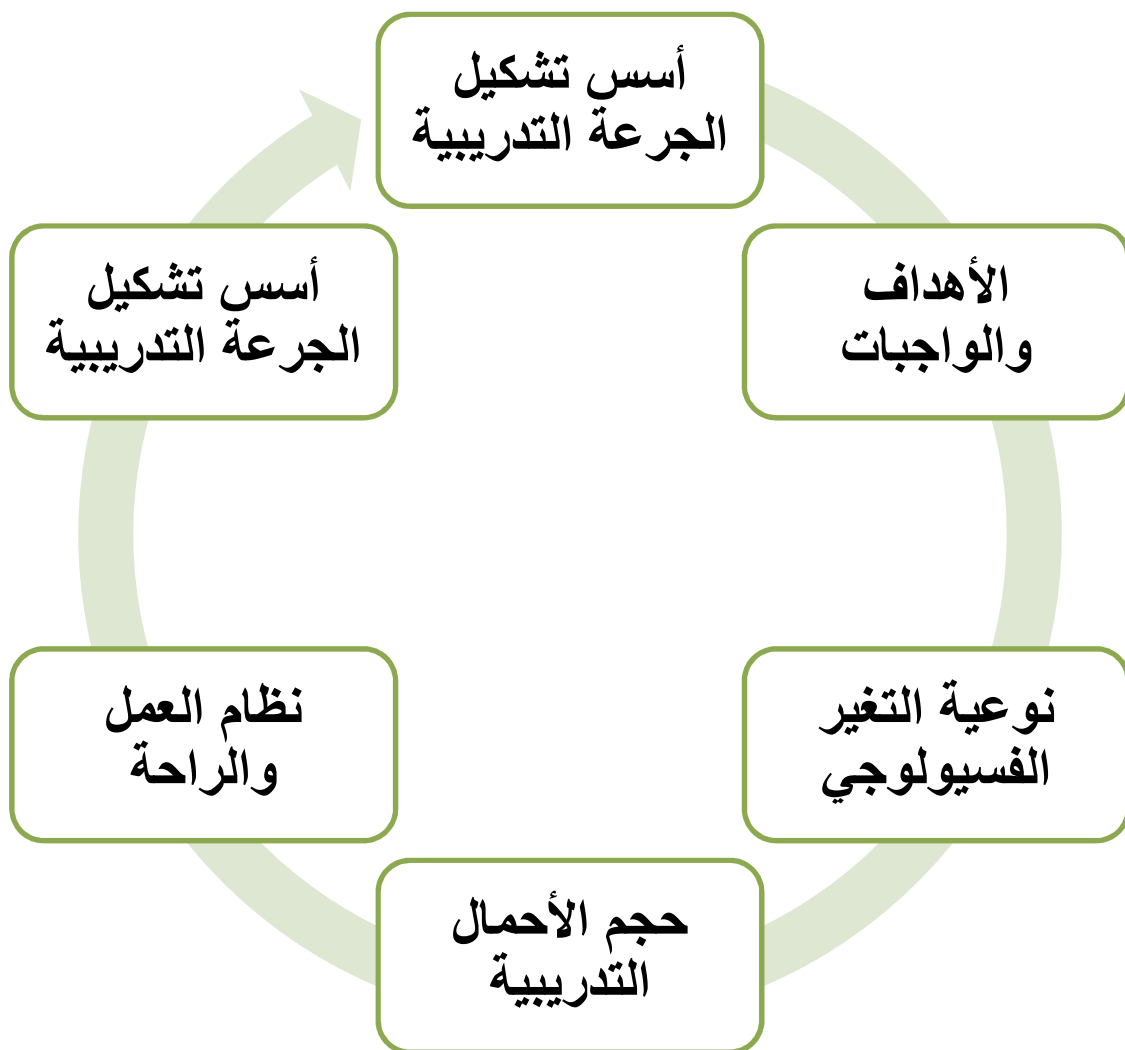 أسس تشكيل
الجرعة التدريبية
الأهداف
والواجبات
نوعية التغير
الفسيولوجي
حجم الأحمال
التدريبية
نظام العمل
والراحة
أسس تشكيل
الجرعة التدريبية